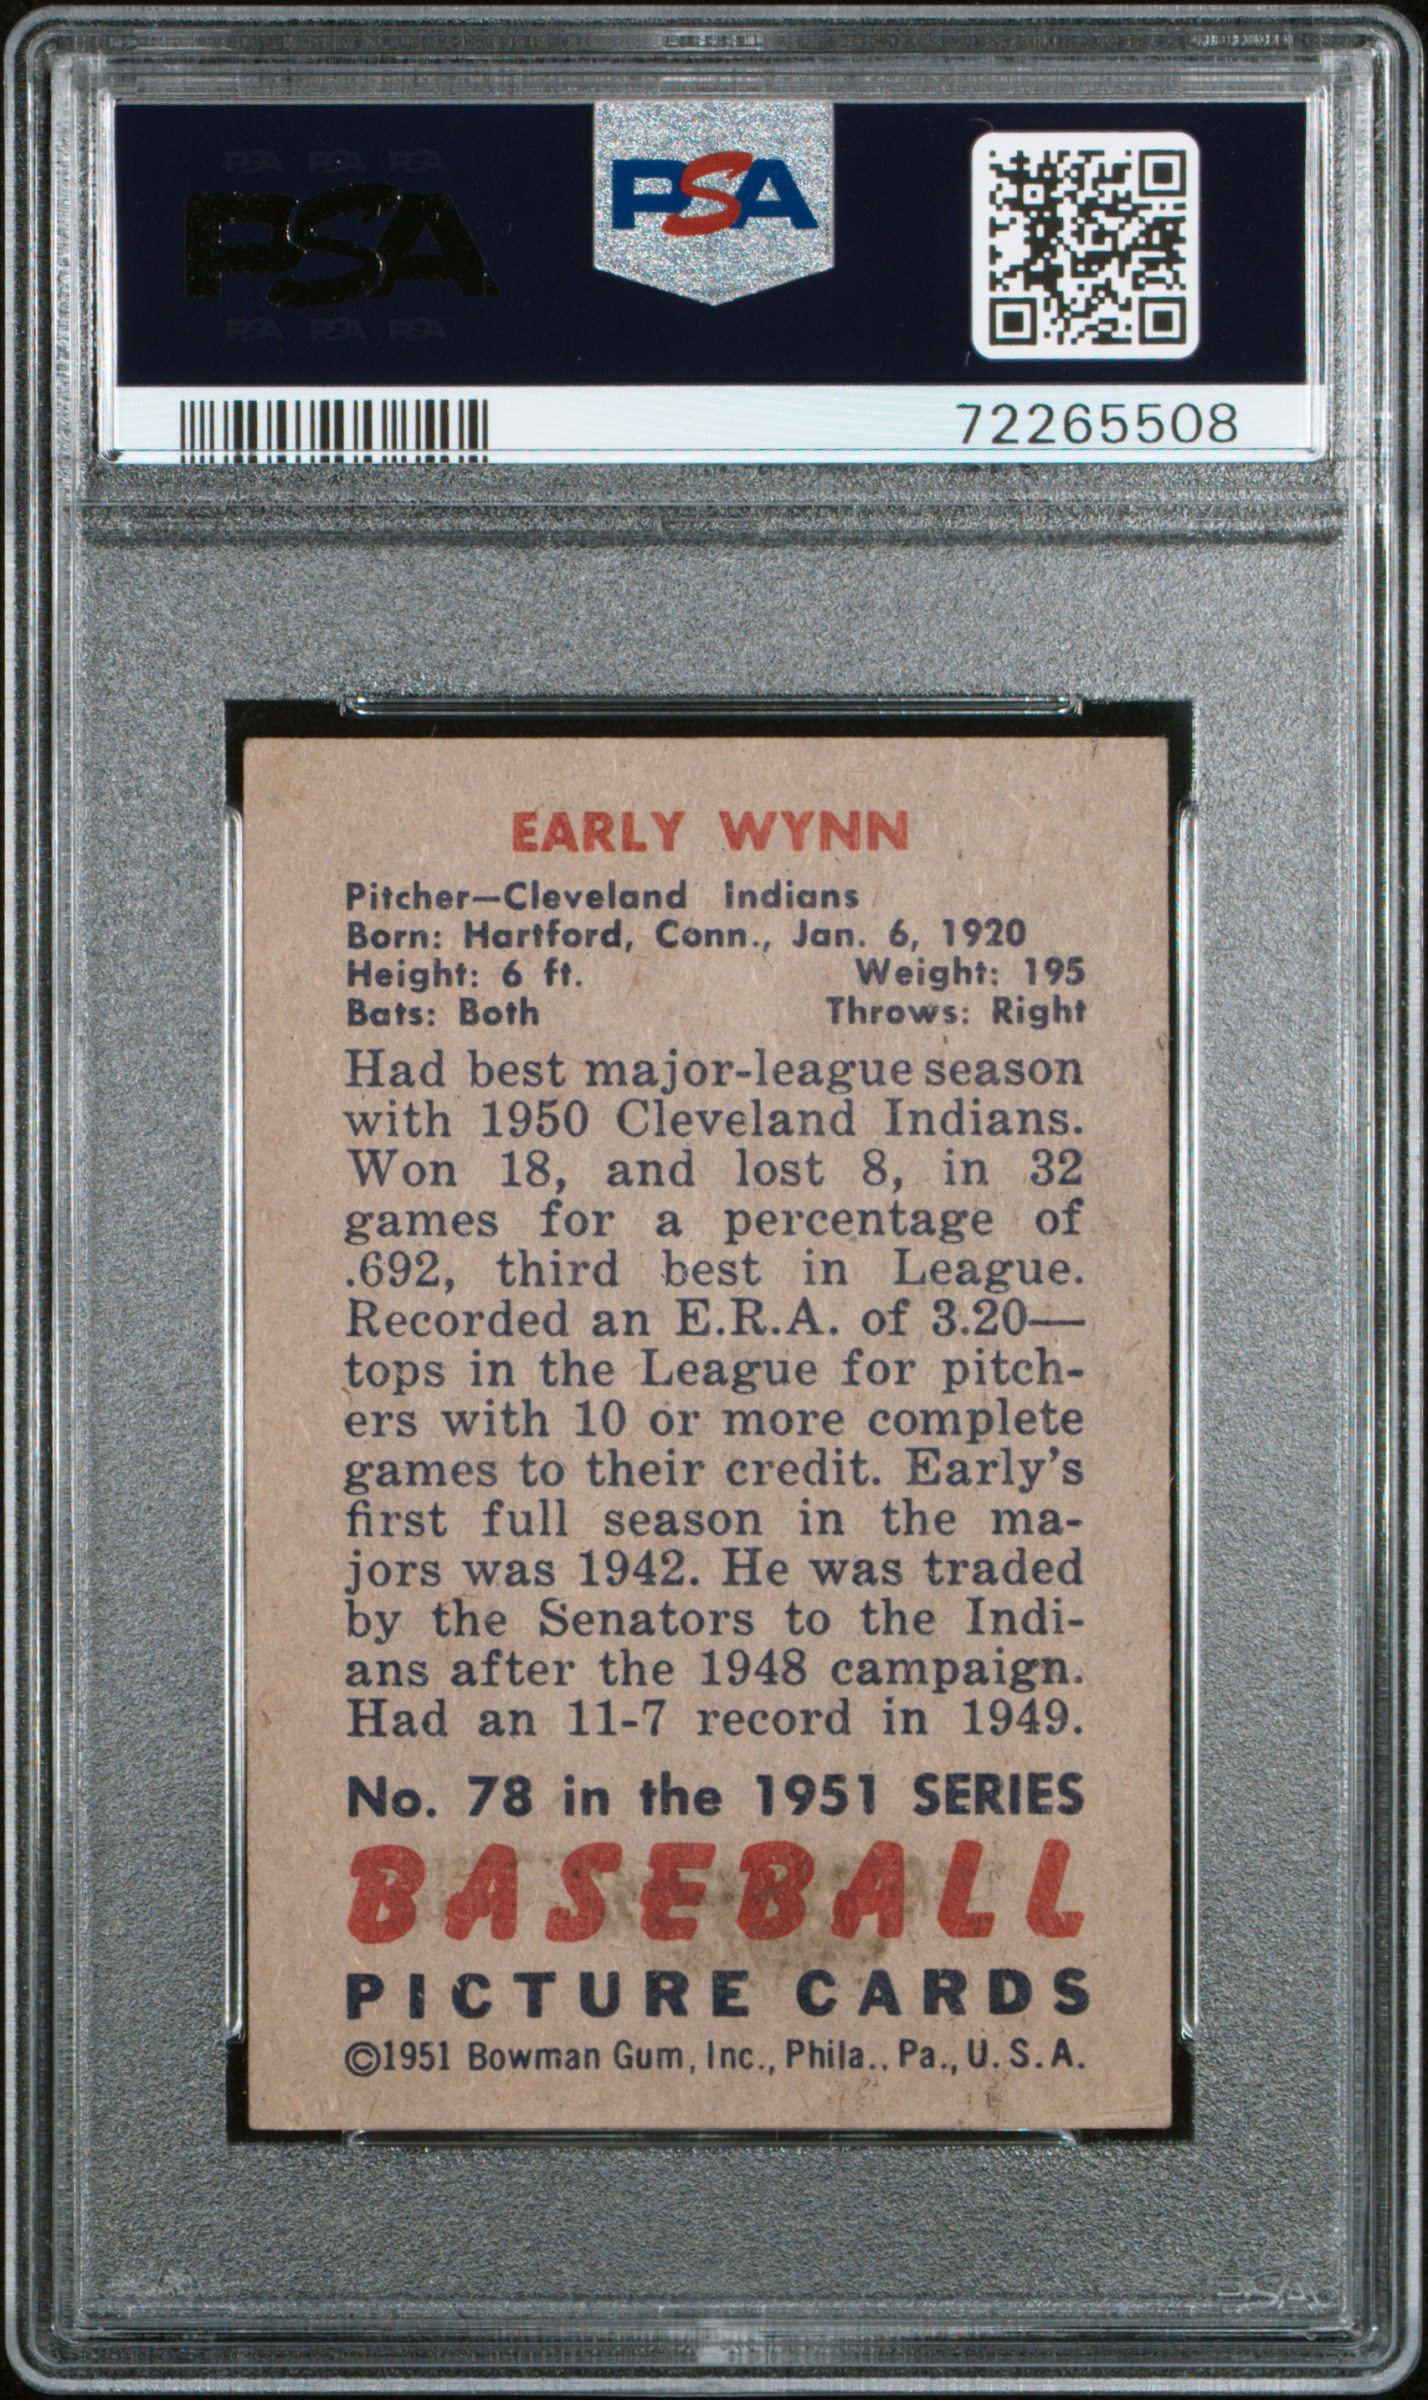 PSA PSA PSA
PSA
PSA PSA PSA
PSA
72265508
EARLY WYNN
Pitcher—Cleveland Indians
Born: Hartford, Conn., Jan. 6, 1920
Height: 6 ft. Weight: 195
Bats: Both Throws: Right
Had best major-league season
with 1950 Cleveland Indians.
Won 18, and lost 8, in 32
games for a percentage of
.692, third best in League.
Recorded an E.R.A. of 3.20—
tops in the League for pitch-
ers with 10 or more complete
games to their credit. Early's
first full season in the ma-
jors was 1942. He was traded
by the Senators to the Indi-
ans after the 1948 campaign.
Had an 11-7 record in 1949.
No. 78 in the 1951 SERIES
BASEBALL
PICTURE CARDS
©1951 Bowman Gum, Inc., Phila., Pa., U. S. A.